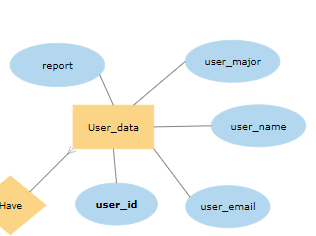 user_major
report
User_data
user_name
Have
user_id
user_email